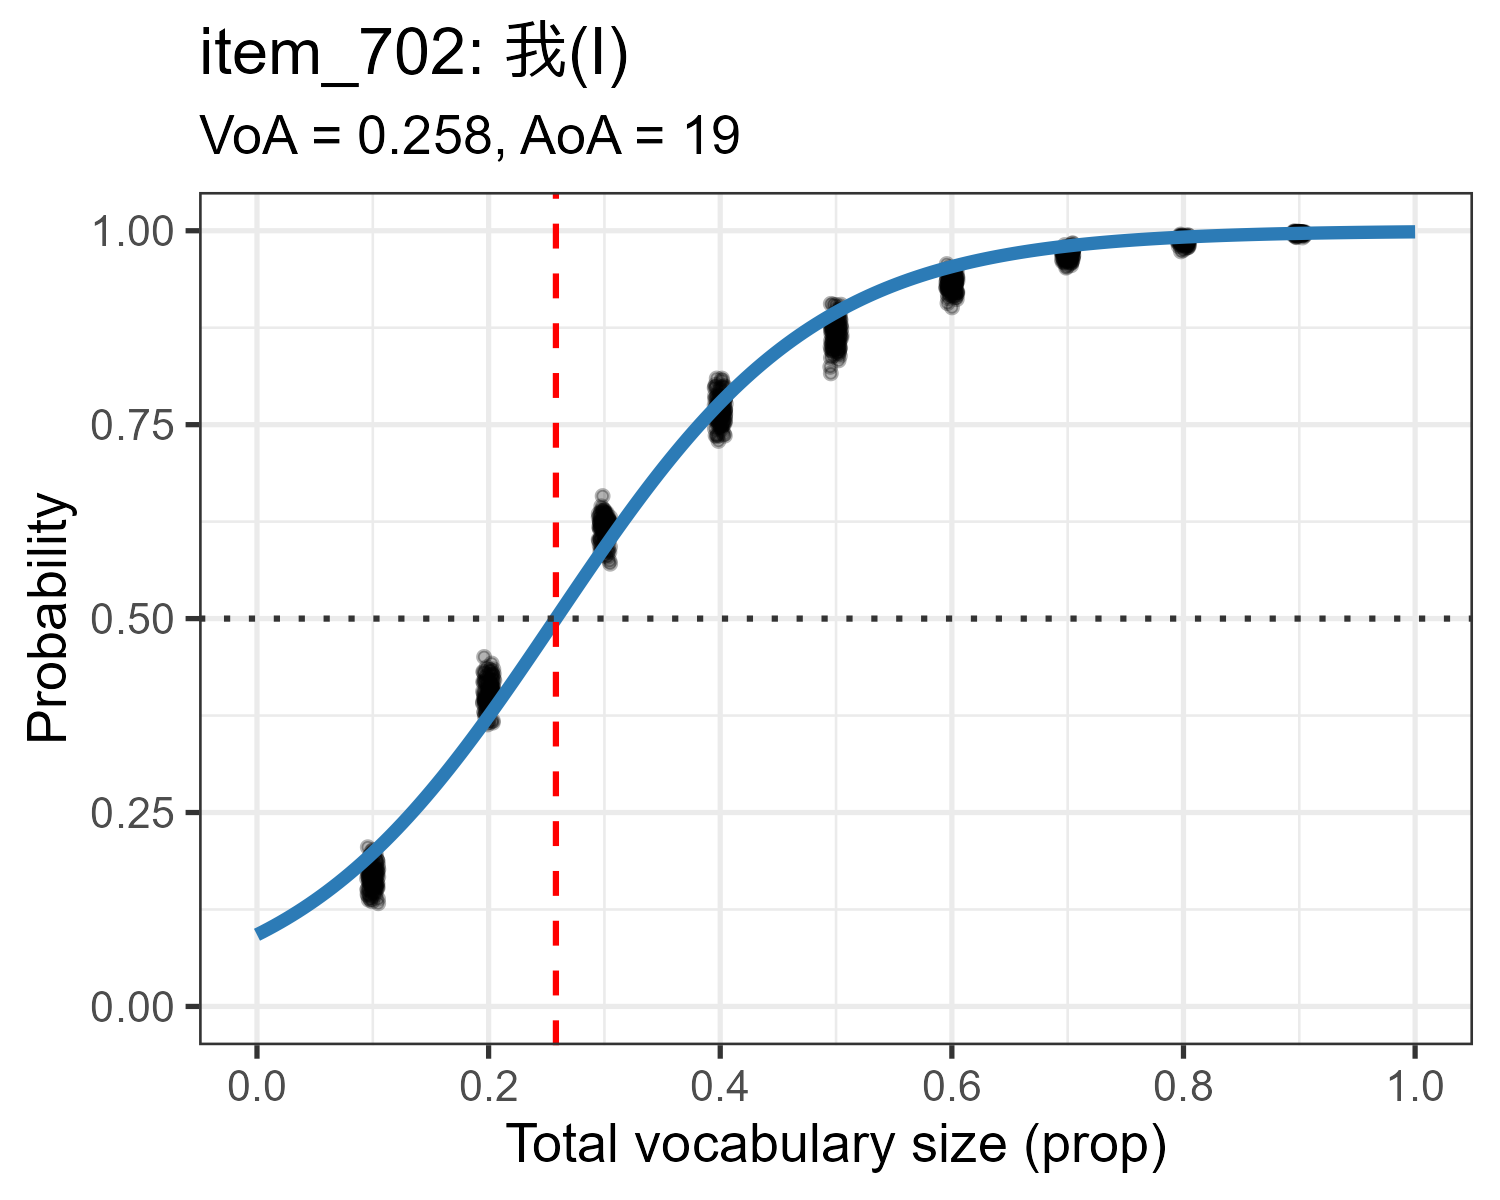 item_702: 我(I)
VoA = 0.258, AoA = 19
1.00
0.75
0.50
0.25
0.00
Probability
0.0 0.2 0.4 0.6 0.8 1.0
Total vocabulary size (prop)